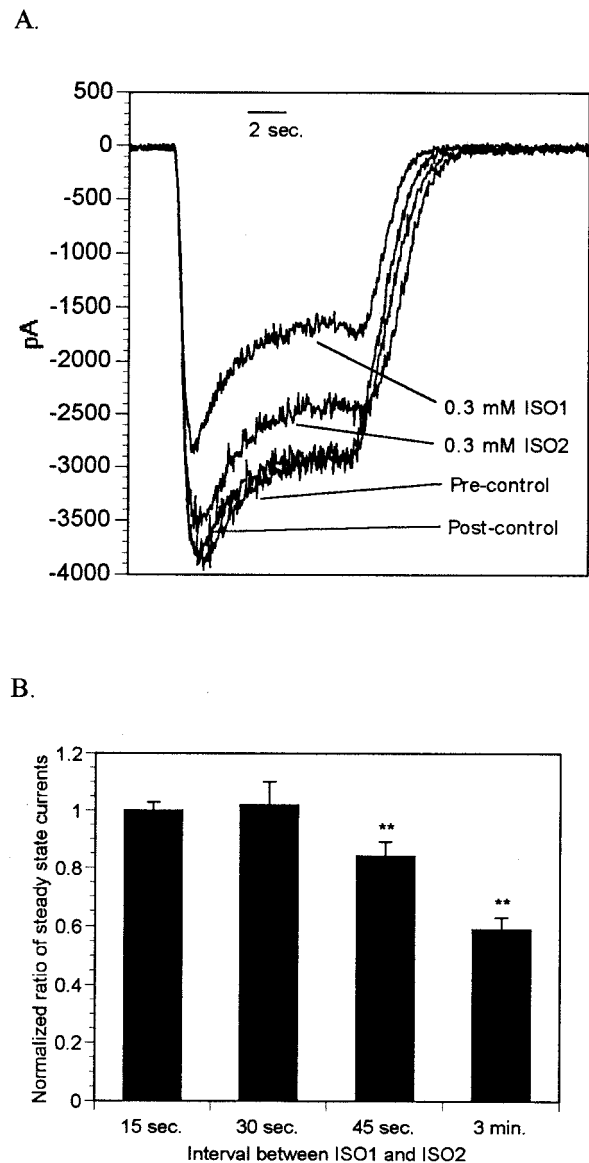 A.
500
0
-500
-1000
-1500
-2000
-2500
-3000
-3500
-4000
pA
2 sec.
0.3 mM ISO1
0.3 mM ISO2
Pre-control
Post-control
B.
Normalized ratio of steady state currents
1.2
1
0.8
0.6
0.4
0.2
0
**
**
15 sec.
30 sec.
45 sec.
3 min.
Interval between ISO1 and ISO2